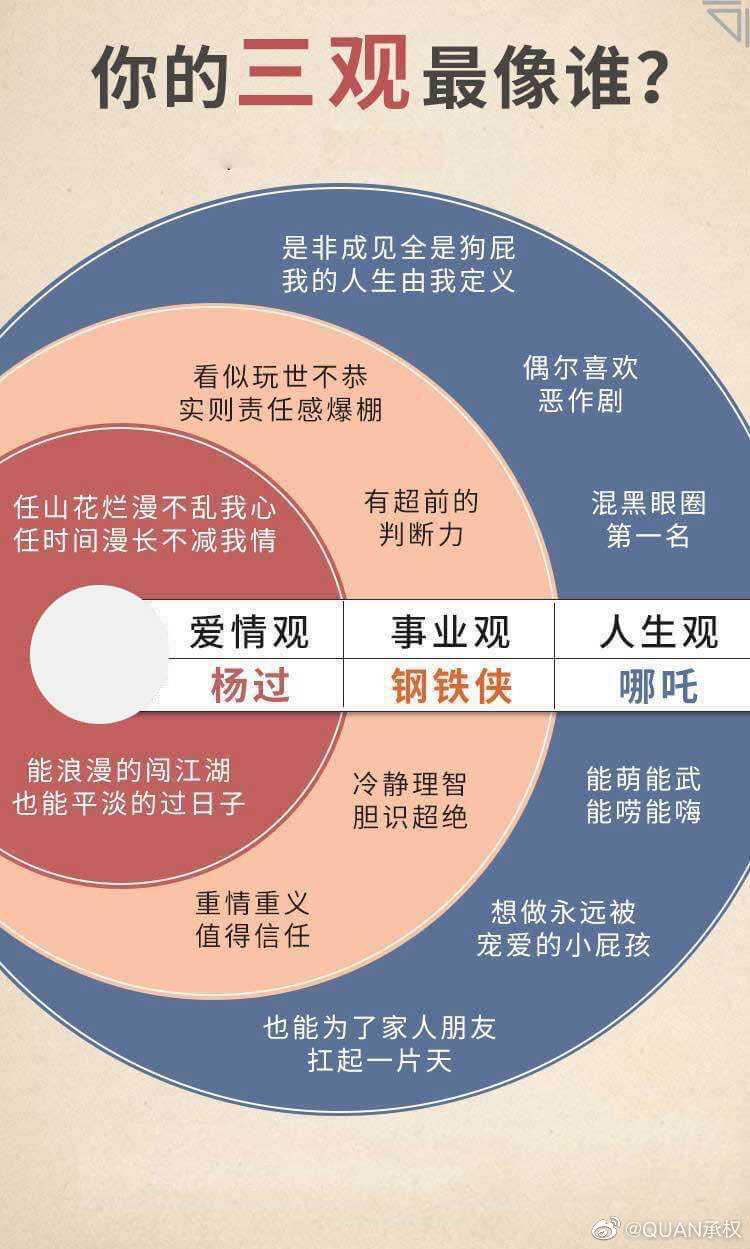 你的三观最像谁？
是非成见全是狗屁
我的人生由我定义
偶尔喜欢
恶作剧
看似玩世不恭
实则责任感爆棚
有超前的
判断力
混黑眼圈
第一名
任山花烂漫不乱我心
任时间漫长不减我情
爱情观
事业观
人生观
杨过
钢铁侠
哪吒
能浪漫的闯江湖
也能平淡的过日子
冷静理智
胆识超绝
能萌能武
能唠能嗨
重情重义
值得信任
想做永远被
宠爱的小屁孩
也能为了家人朋友
扛起一片天
@QUAN承权